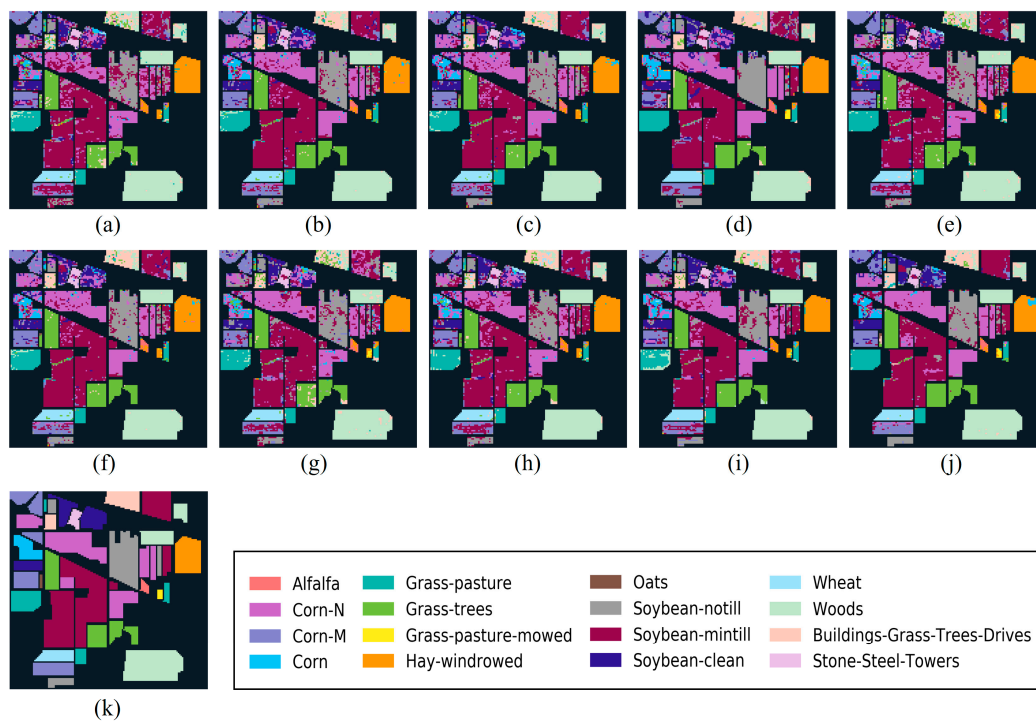 (a) (b) (c) (d) (e)
(f) (g) (h) (i) (j)
Alfalfa Grass-pasture Oats Wheat
Corn-N Grass-trees Soybean-notill Woods
Corn-M Grass-pasture-mowed Soybean-mintill Buildings-Grass-Trees-Drives
Corn Hay-windrowed Soybean-clean Stone-Steel-Towers
(k)